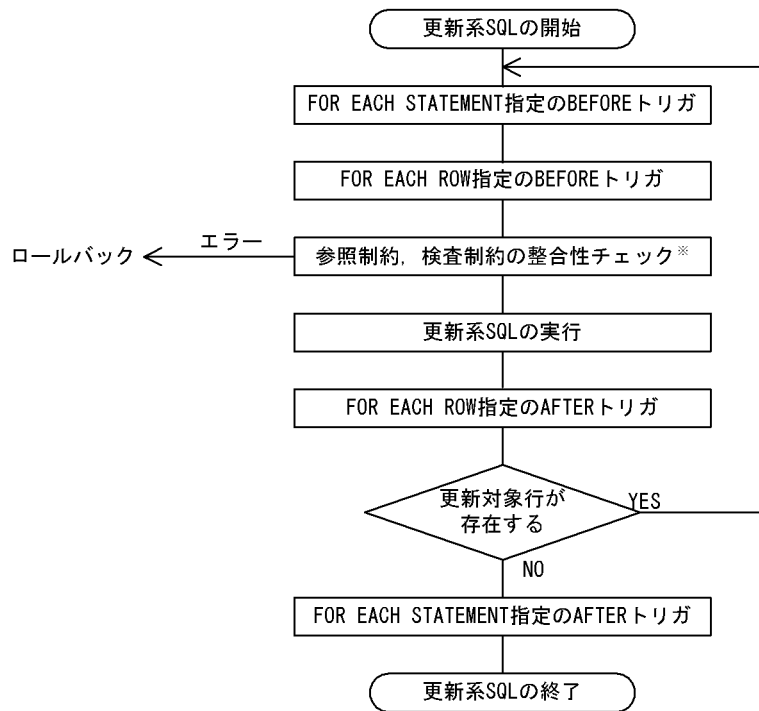 更新系SQLの開始
FOR EACH STATEMENT指定のBEFOREトリガ
FOR EACH ROW指定のBEFOREトリガ
エラー
ロールバック
参照制約，検査制約の整合性チェック※
更新系SQLの実行
FOR EACH ROW指定のAFTERトリガ
更新対象行が
存在する
YES
NO
FOR EACH STATEMENT指定のAFTERトリガ
更新系SQLの終了